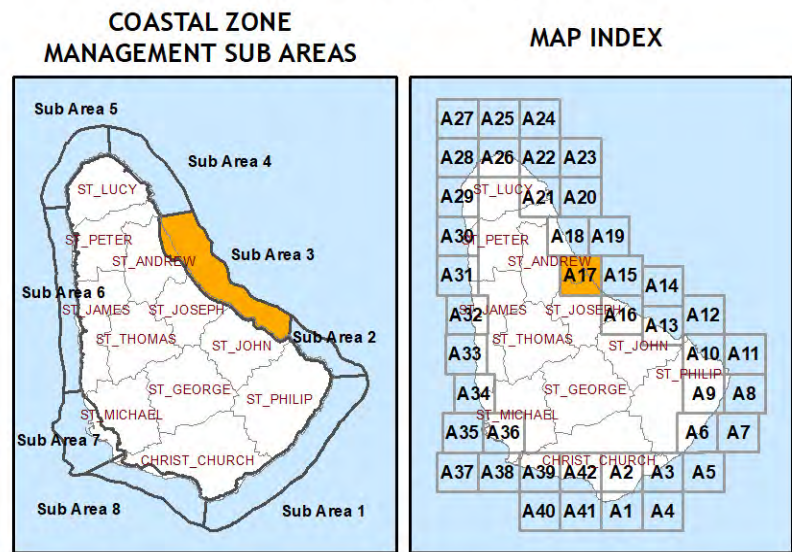 COASTAL ZONE
MANAGEMENT SUB AREAS
Sub Area 5
Sub Area 4
ST_LUCY
Sub Area 3
ST_PETER
ST_ANDREW
Sub Area 6
ST_JAMES
ST_JOSEPH
Sub Area 2
ST_THOMAS
ST_JOHN
ST_GEORGE
ST_PHILIP
ST_MICHAEL
Sub Area 7
CHRIST_CHURCH
Sub Area 8
Sub Area 1
MAP INDEX
A27 A25 A24
A28 A26 A22 A23
ST_LUCY
A29 A21 A20
A30 A18 A19
ST_PETER
ST_ANDREW
A31 A17 A15
A14
ST_JAMES ST_JOSEPH
A32 A16 A13 A12
ST_THOMAS ST_JOHN
A33 A10 A11
ST_PHILIP
A34 ST_GEORGE A9 A8
ST_MICHAEL
A35 A36 A6 A7
CHRIST_CHURCH
A37 A38 A39 A42 A2 A3 A5
A40 A41 A1 A4